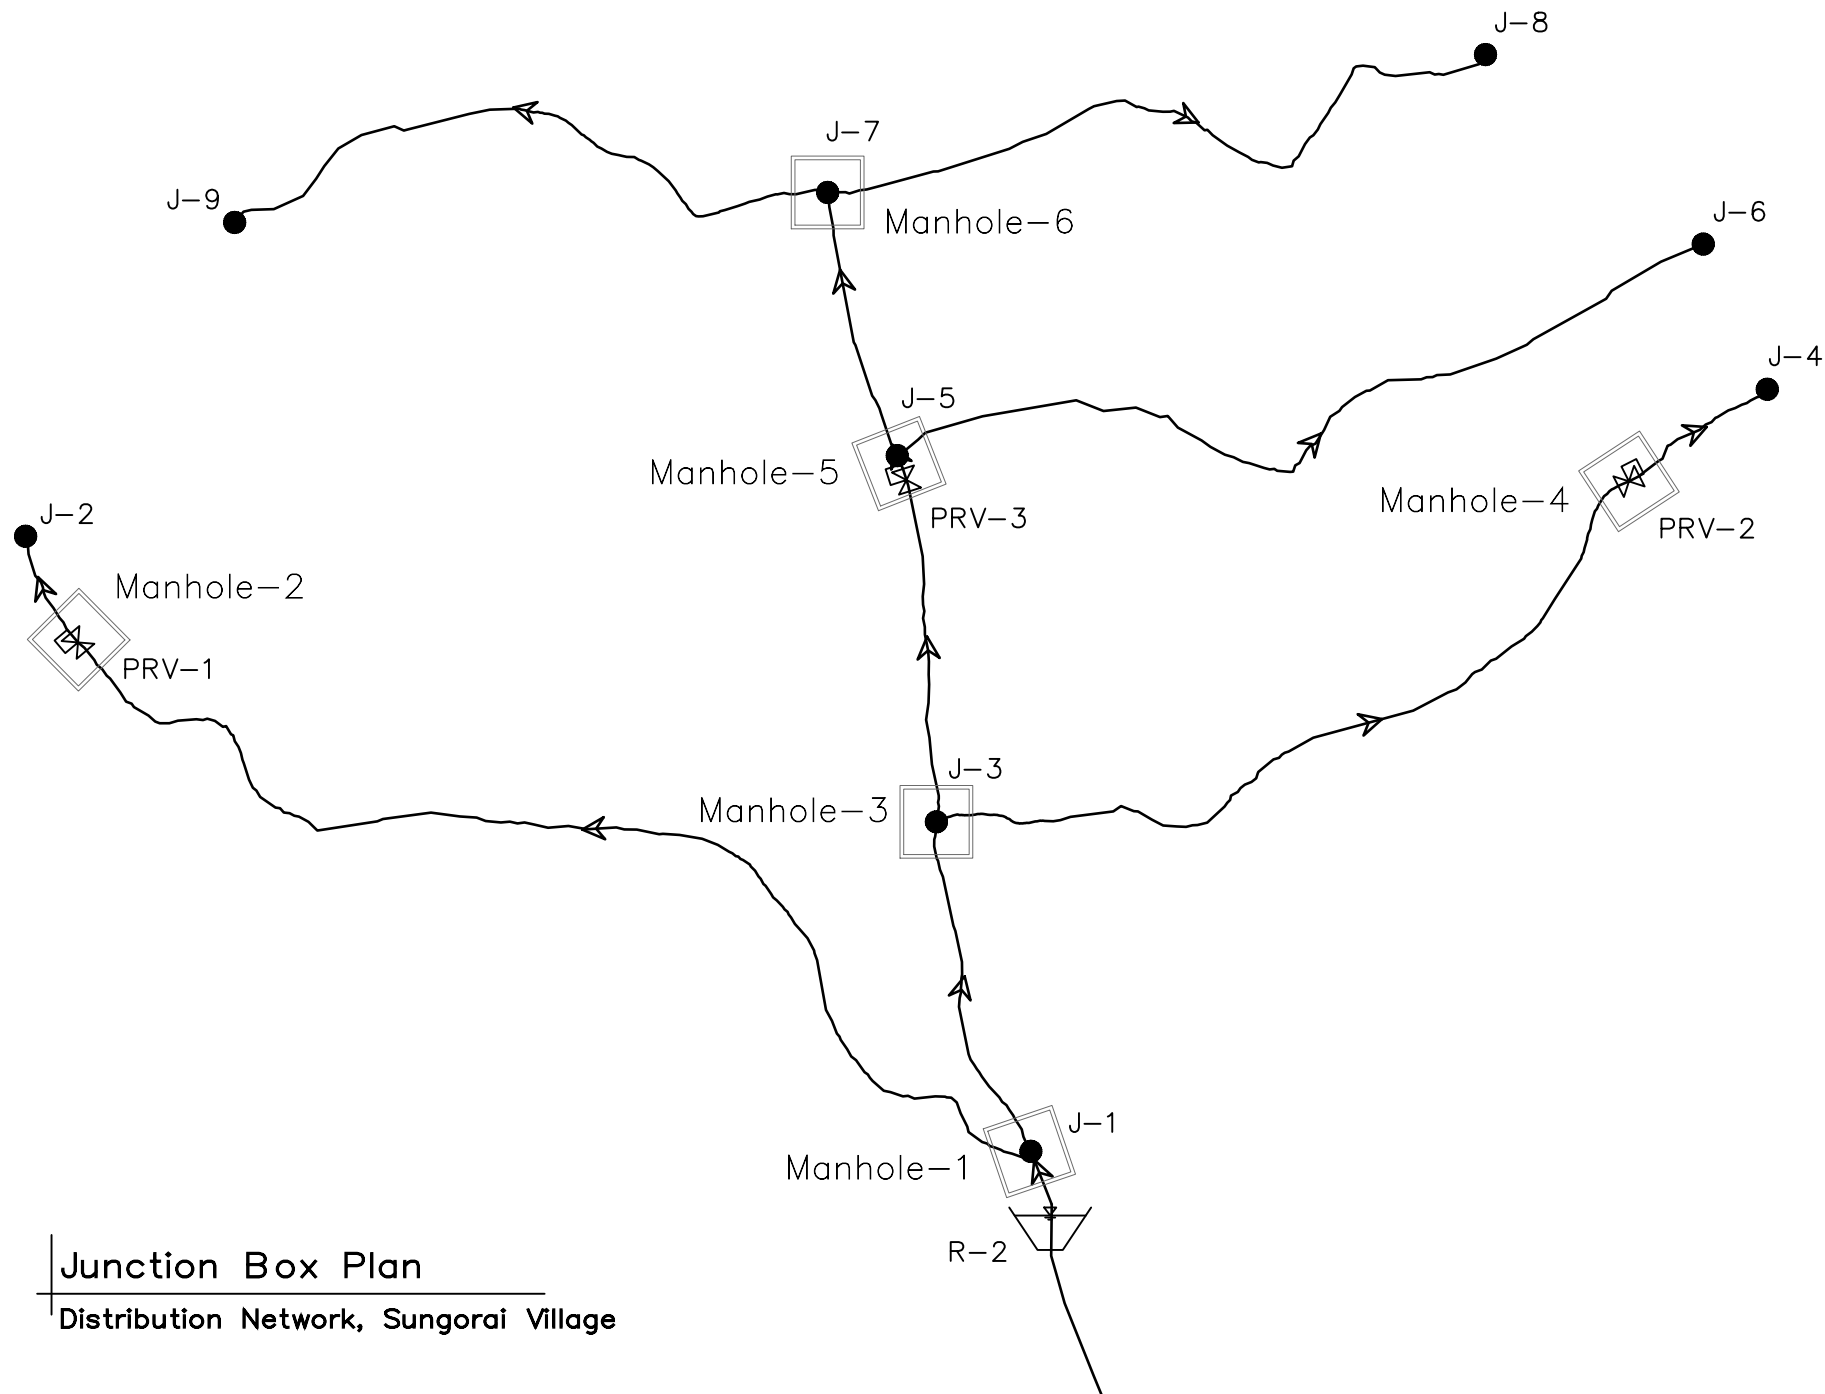 J-8
J-7
J-9
Manhole-6
J-6
J-4
J-5
Manhole-5
Manhole-4
PRV-3
PRV-2
J-2
Manhole-2
PRV-1
J-3
Manhole-3
J-1
Manhole-1
R-2
Junction Box Plan
Distribution Network, Sungorai Village